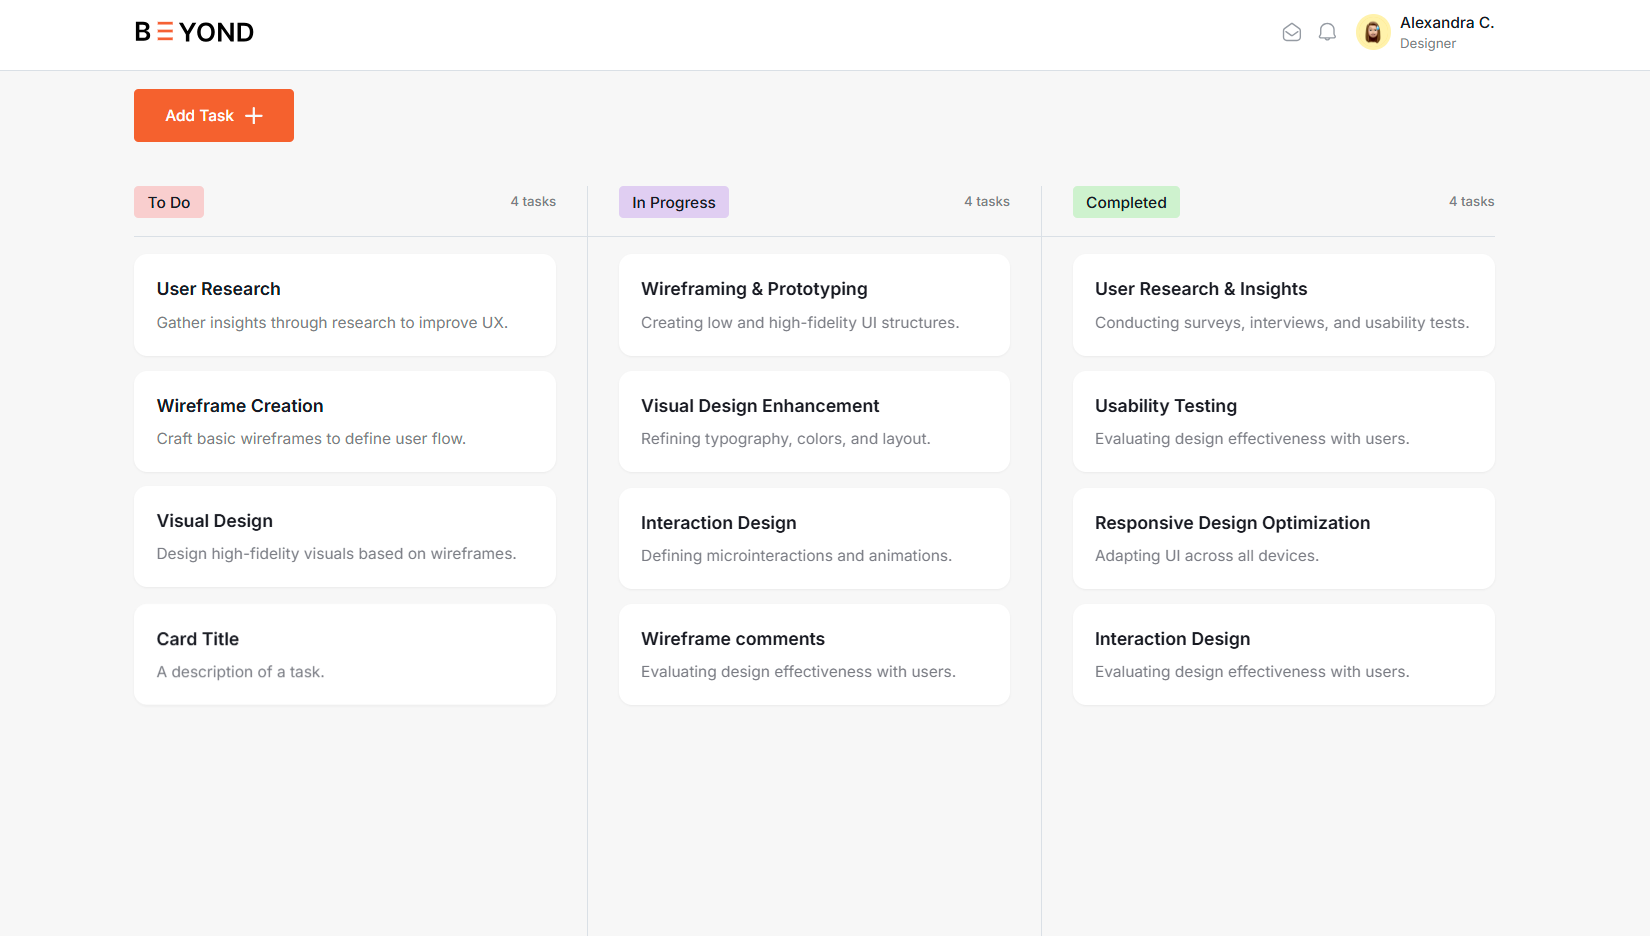 BEYOND
Alexandra C.
Designer
Add Task
To Do
4 tasks
In Progress
4 tasks
Completed
4 tasks
User Research
Gather insights through research to improve UX.
Wireframe Creation
Craft basic wireframes to define user flow.
Visual Design
Design high-fidelity visuals based on wireframes.
Card Title
A description of a task.
Wireframing & Prototyping
Creating low and high-fidelity UI structures.
Visual Design Enhancement
Refining typography, colors, and layout.
Interaction Design
Defining microinteractions and animations.
Wireframe comments
Evaluating design effectiveness with users.
User Research & Insights
Conducting surveys, interviews, and usability tests.
Usability Testing
Evaluating design effectiveness with users.
Responsive Design Optimization
Adapting UI across all devices.
Interaction Design
Evaluating design effectiveness with users.